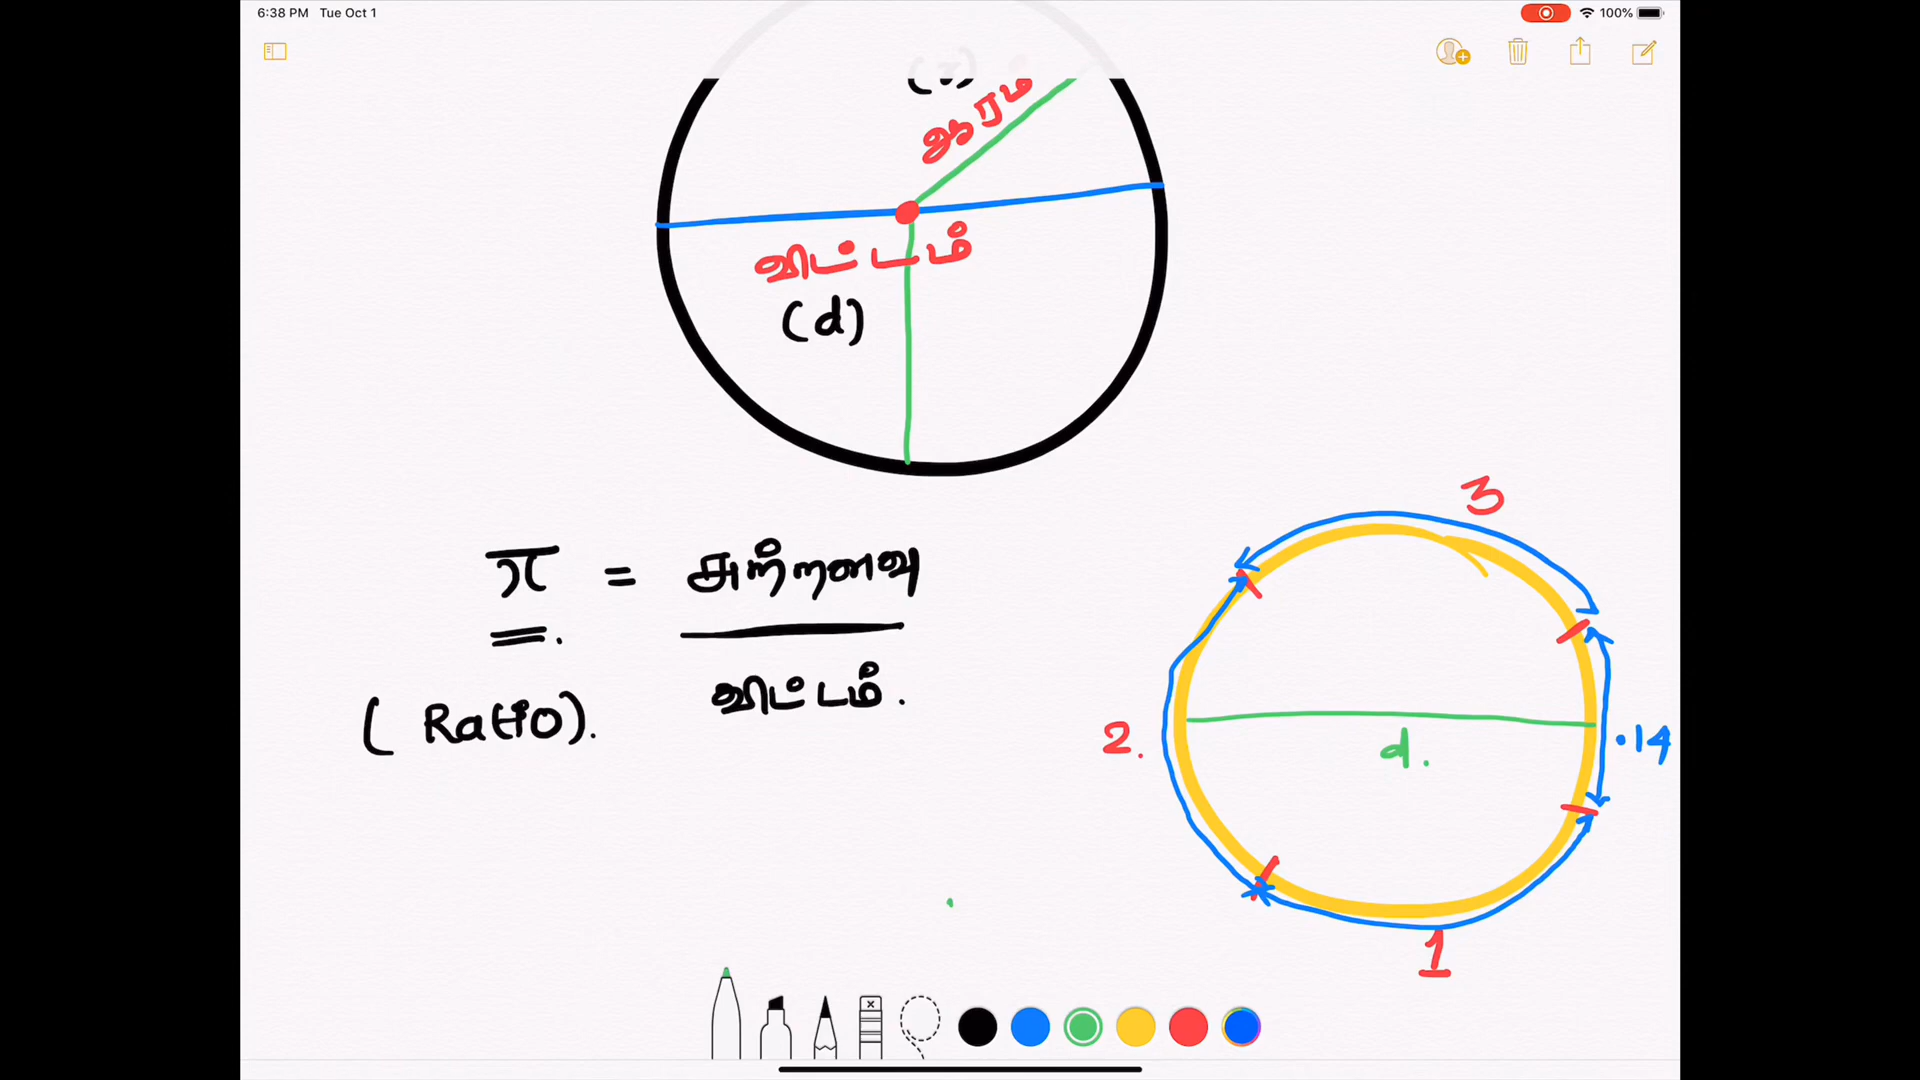 6:38 PM Tue Oct 1
100%
(r)
ஆரம்
விட்டம்
(d)
3
π = சுற்றளவு
விட்டம்.
(Ratio).
2.
d.
.14
1